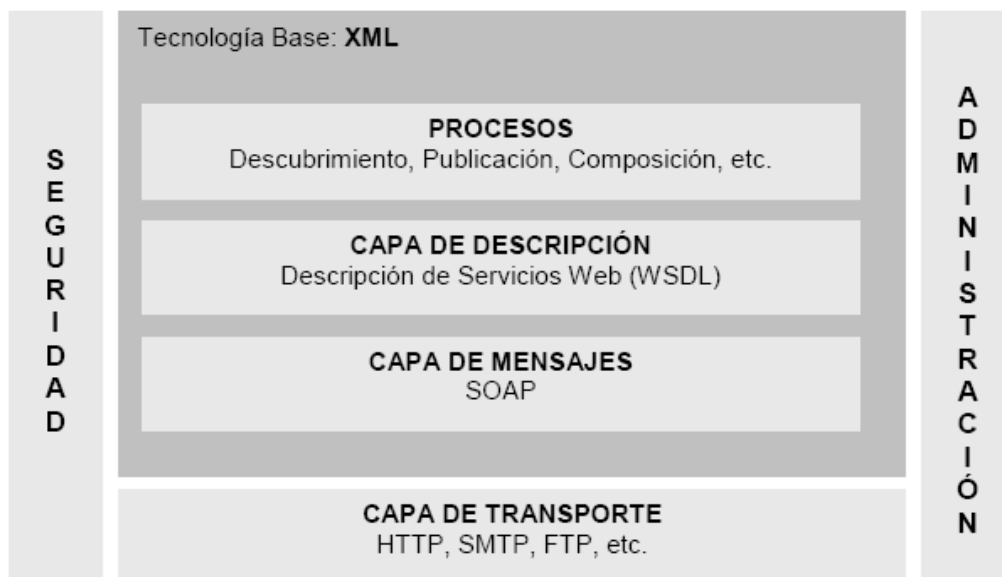 SEGURIDAD
Tecnología Base: XML
PROCESOS
Descubrimiento, Publicación, Composición, etc.
CAPA DE DESCRIPCIÓN
Descripción de Servicios Web (WSDL)
CAPA DE MENSAJES
SOAP
CAPA DE TRANSPORTE
HTTP, SMTP, FTP, etc.
ADMINISTRACIÓN